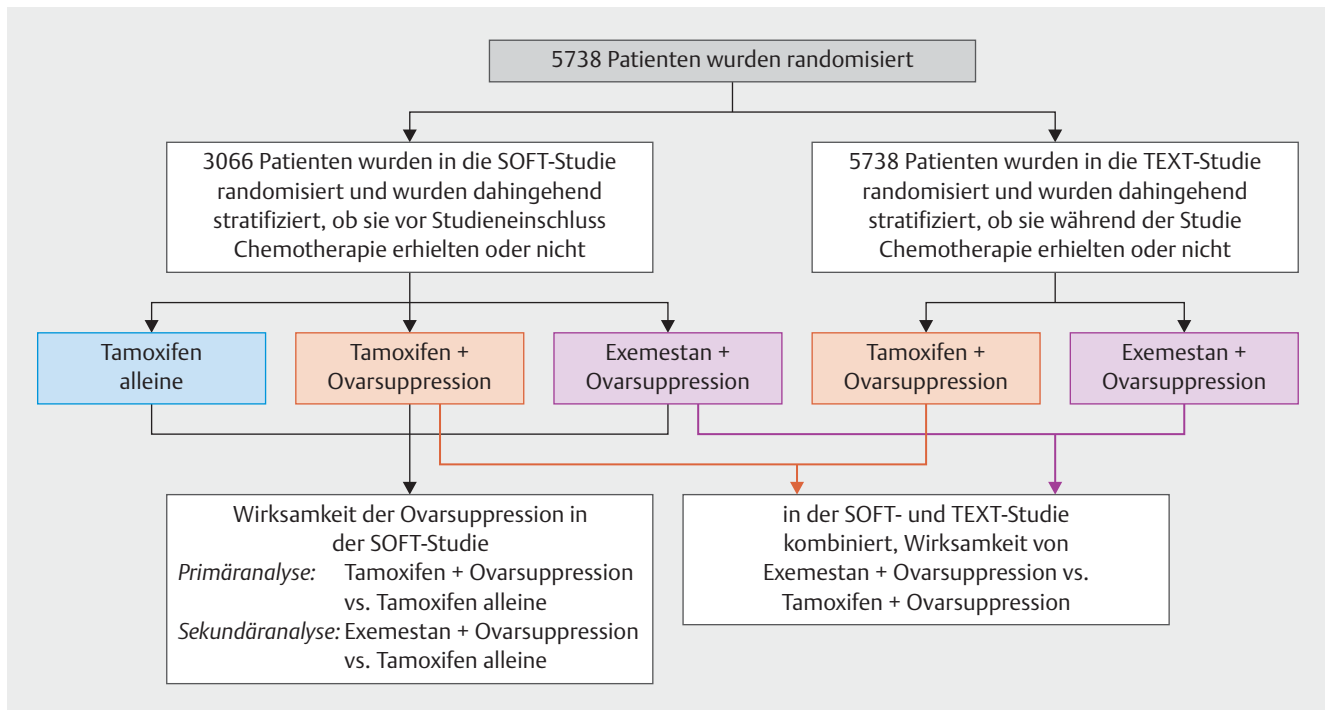 5738 Patienten wurden randomisiert
3066 Patienten wurden in die SOFT-Studie
randomisiert und wurden dahingehend
stratifiziert, ob sie vor Studieneinschluss
Chemotherapie erhielten oder nicht
5738 Patienten wurden in die TEXT-Studie
randomisiert und wurden dahingehend
stratifiziert, ob sie während der Studie
Chemotherapie erhielten oder nicht
Tamoxifen
alleine
Tamoxifen +
Ovarsuppression
Exemestan +
Ovarsuppression
Tamoxifen +
Ovarsuppression
Exemestan +
Ovarsuppression
Wirksamkeit der Ovarsuppression in
der SOFT-Studie
Primäranalyse: Tamoxifen + Ovarsuppression
vs. Tamoxifen alleine
Sekundäranalyse: Exemestan + Ovarsuppression
vs. Tamoxifen alleine
in der SOFT- und TEXT-Studie
kombiniert, Wirksamkeit von
Exemestan + Ovarsuppression vs.
Tamoxifen + Ovarsuppression